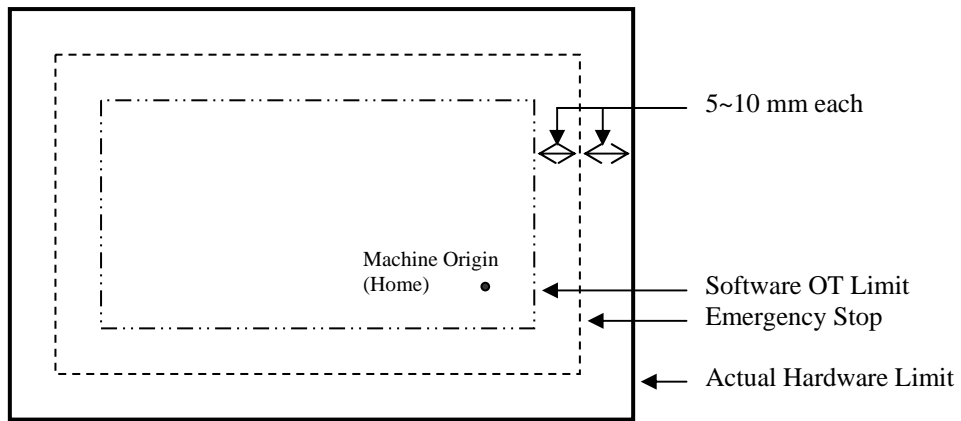 5~10 mm each
Machine Origin
(Home)
Software OT Limit
Emergency Stop
Actual Hardware Limit